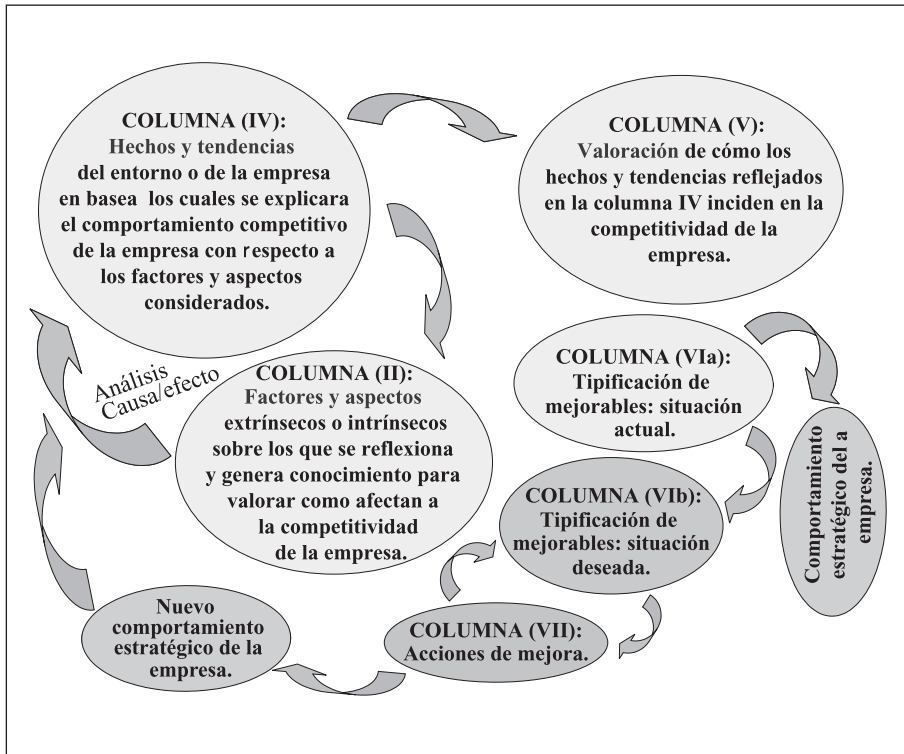 COLUMNA (IV):
Hechos y tendencias
del entorno o de la empresa
en basea los cuales se explicara
el comportamiento competitivo
de la empresa con respecto a
los factores y aspectos
considerados.
COLUMNA (V):
Valoración de cómo los
hechos y tendencias reflejados
en la columna IV inciden en la
competitividad de la
empresa.
Análisis
Causa/efecto
COLUMNA (II):
Factores y aspectos
extrínsecos o intrínsecos
sobre los que se reflexiona
y genera conocimiento para
valorar como afectan a
la competitividad
de la empresa.
COLUMNA (VIa):
Tipificación de
mejorables: situación
actual.
Comportamiento
estratégico del a
empresa.
COLUMNA (VIb):
Tipificación de
mejorables: situación
deseada.
COLUMNA (VII):
Acciones de mejora.
Nuevo
comportamiento
estratégico de la
empresa.